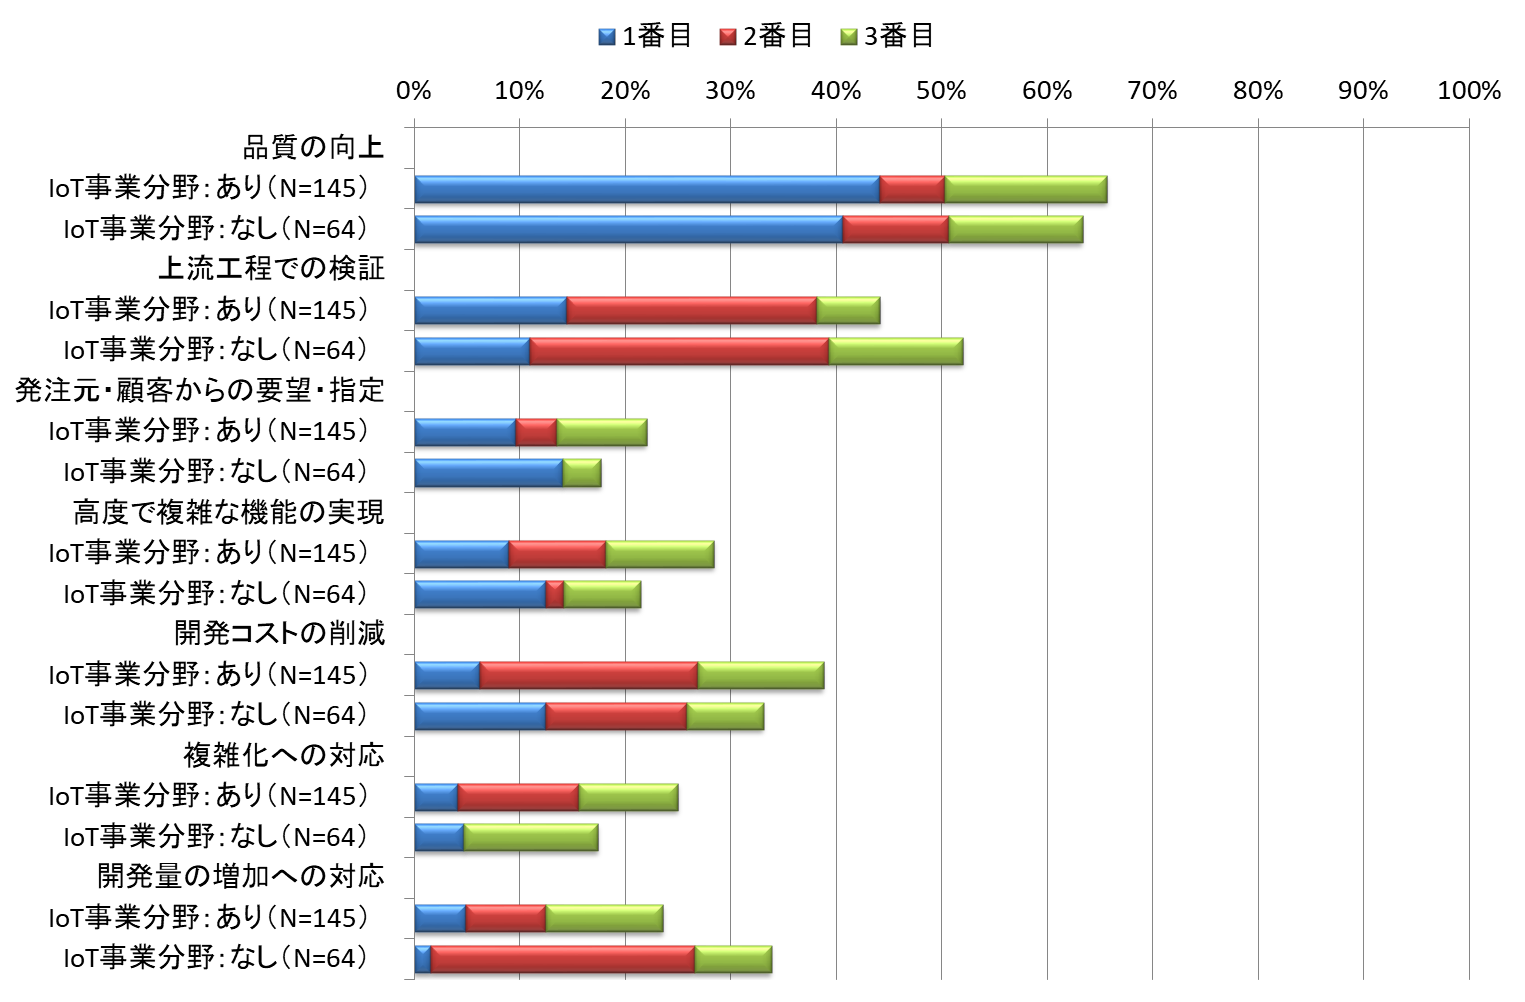 1番目 2番目 3番目
0% 10% 20% 30% 40% 50% 60% 70% 80% 90% 100%
品質の向上
IoT事業分野：あり（N=145）
IoT事業分野：なし（N=64）
上流工程での検証
IoT事業分野：あり（N=145）
IoT事業分野：なし（N=64）
発注元・顧客からの要望・指定
IoT事業分野：あり（N=145）
IoT事業分野：なし（N=64）
高度で複雑な機能の実現
IoT事業分野：あり（N=145）
IoT事業分野：なし（N=64）
開発コストの削減
IoT事業分野：あり（N=145）
IoT事業分野：なし（N=64）
複雑化への対応
IoT事業分野：あり（N=145）
IoT事業分野：なし（N=64）
開発量の増加への対応
IoT事業分野：あり（N=145）
IoT事業分野：なし（N=64）